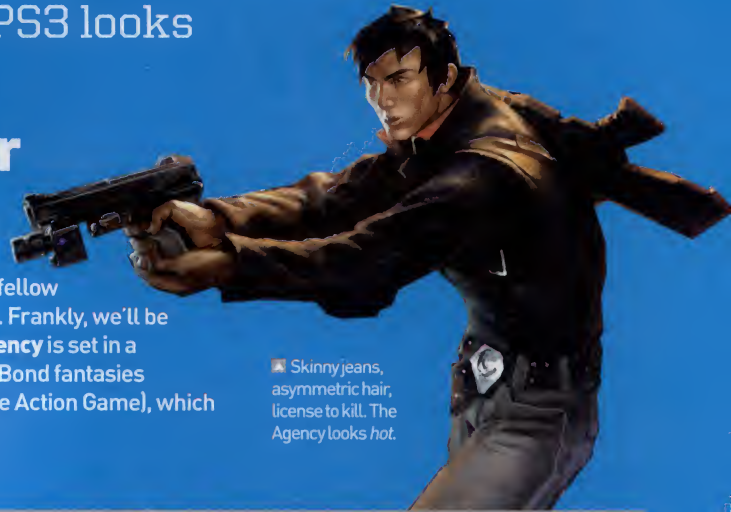 PS3 looks
r
fellow
. Frankly, we'll be
ency is set in a
Bond fantasies
e Action Game), which
Skinny jeans,
asymmetric hair,
license to kill. The
Agency looks hot.